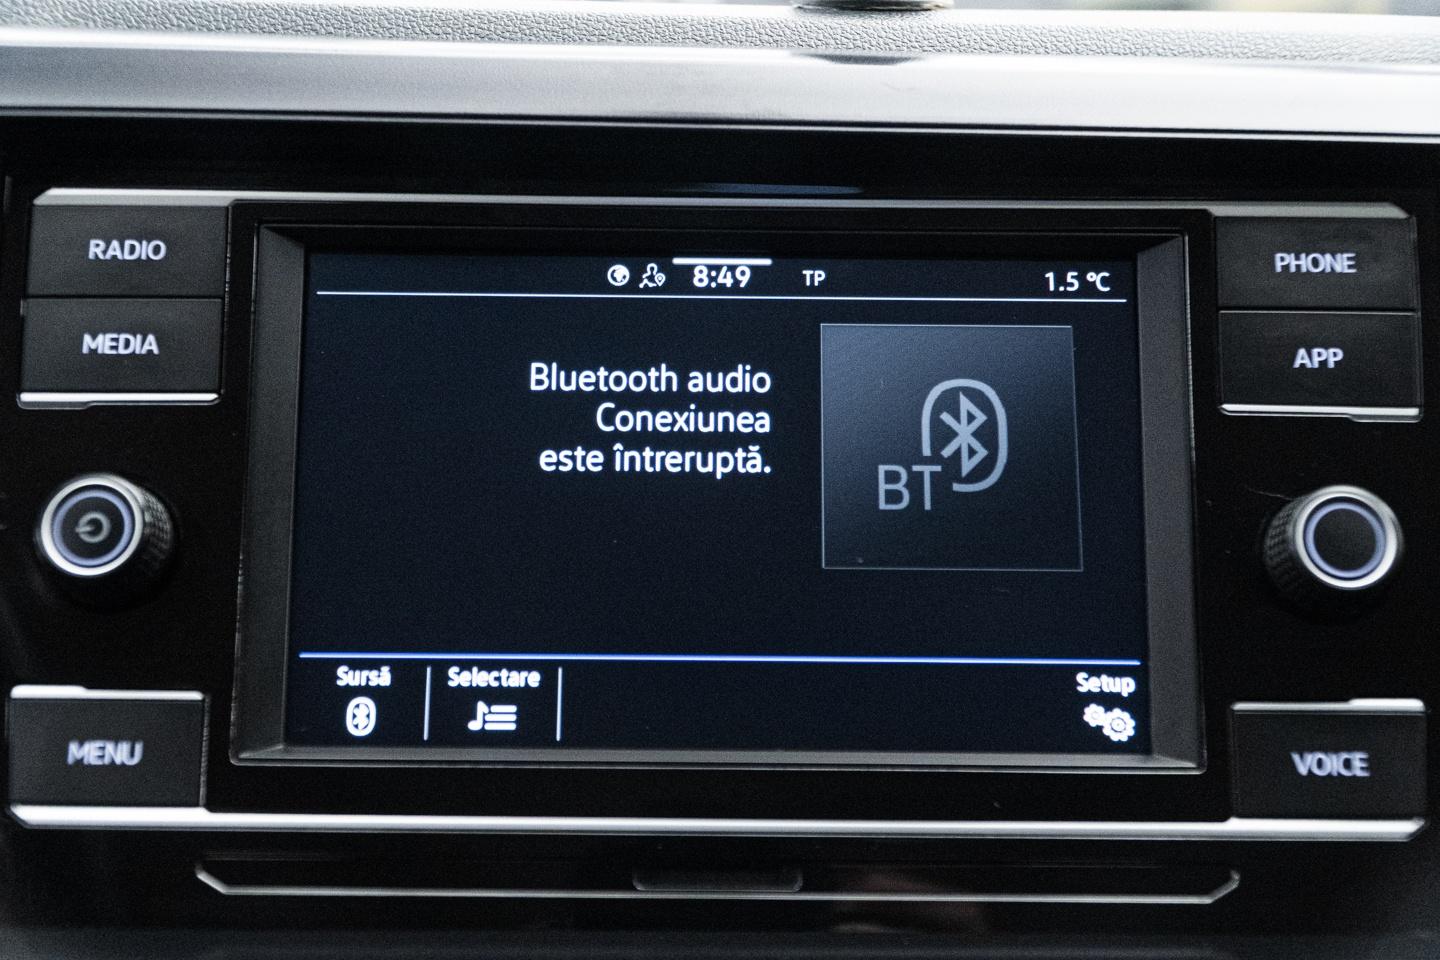 RADIO
MEDIA
MENU
8:49
TP
1.5 °C
Bluetooth audio
Conexiunea
este întreruptă.
BT
Sursă
Selectare
Setup
PHONE
APP
VOICE